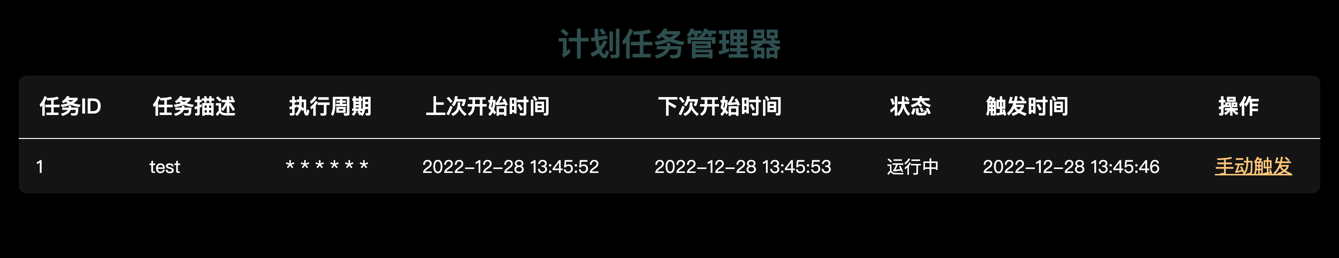 计划任务管理器
任务ID 任务描述 执行周期 上次开始时间 下次开始时间 状态 触发时间 操作
1 test * * * * * * 2022-12-28 13:45:52 2022-12-28 13:45:53 运行中 2022-12-28 13:45:46 手动触发